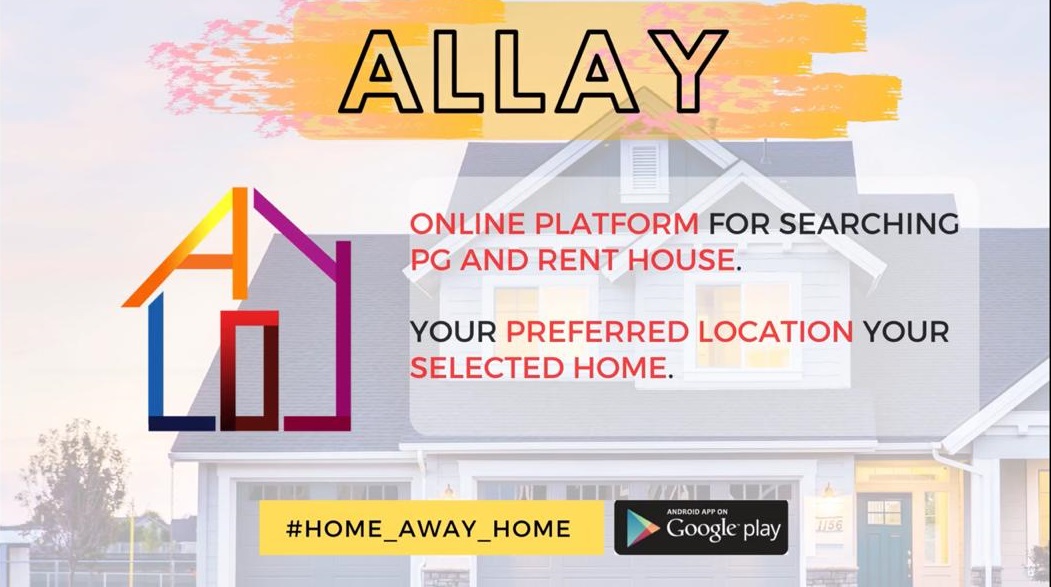 ALLAY
ONLINE PLATFORM FOR SEARCHING
PG AND RENT HOUSE.
YOUR PREFERRED LOCATION YOUR
SELECTED HOME.
#HOME_AWAY_HOME
ANDROID APP ON
Google play
1156